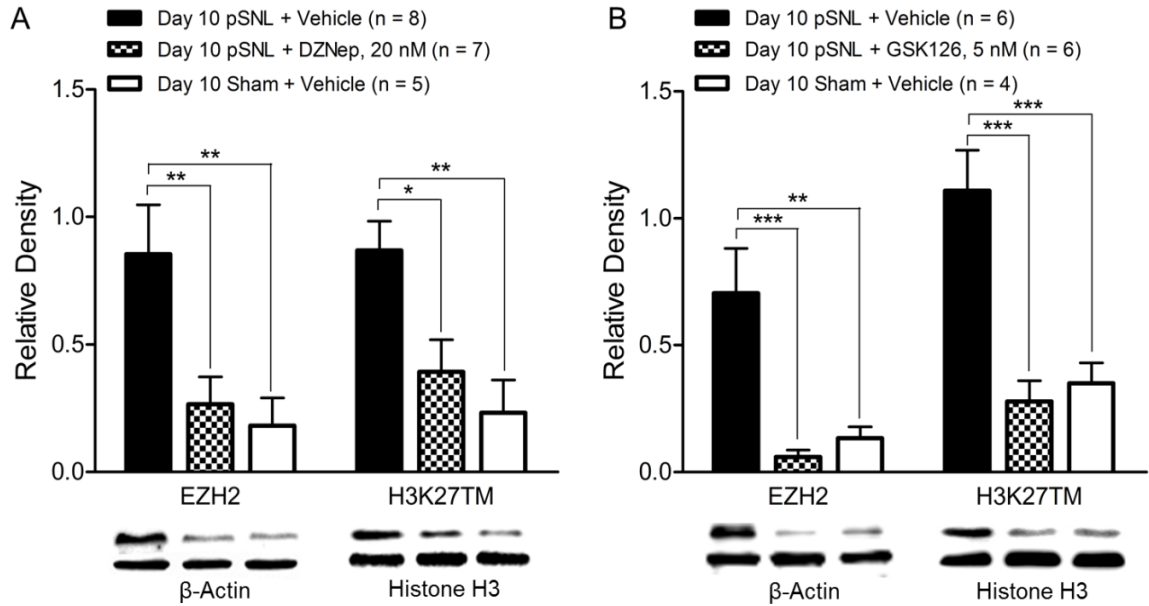 A
Day 10 pSNL + Vehicle (n = 8)
Day 10 pSNL + DZNep, 20 nM (n = 7)
Day 10 Sham + Vehicle (n = 5)
1.5
1.0
0.5
0.0
Relative Density
**
**
**
*
EZH2
H3K27TM
β-Actin
Histone H3
B
Day 10 pSNL + Vehicle (n = 6)
Day 10 pSNL + GSK126, 5 nM (n = 6)
Day 10 Sham + Vehicle (n = 4)
1.5
1.0
0.5
0.0
Relative Density
**
***
***
***
EZH2
H3K27TM
β-Actin
Histone H3